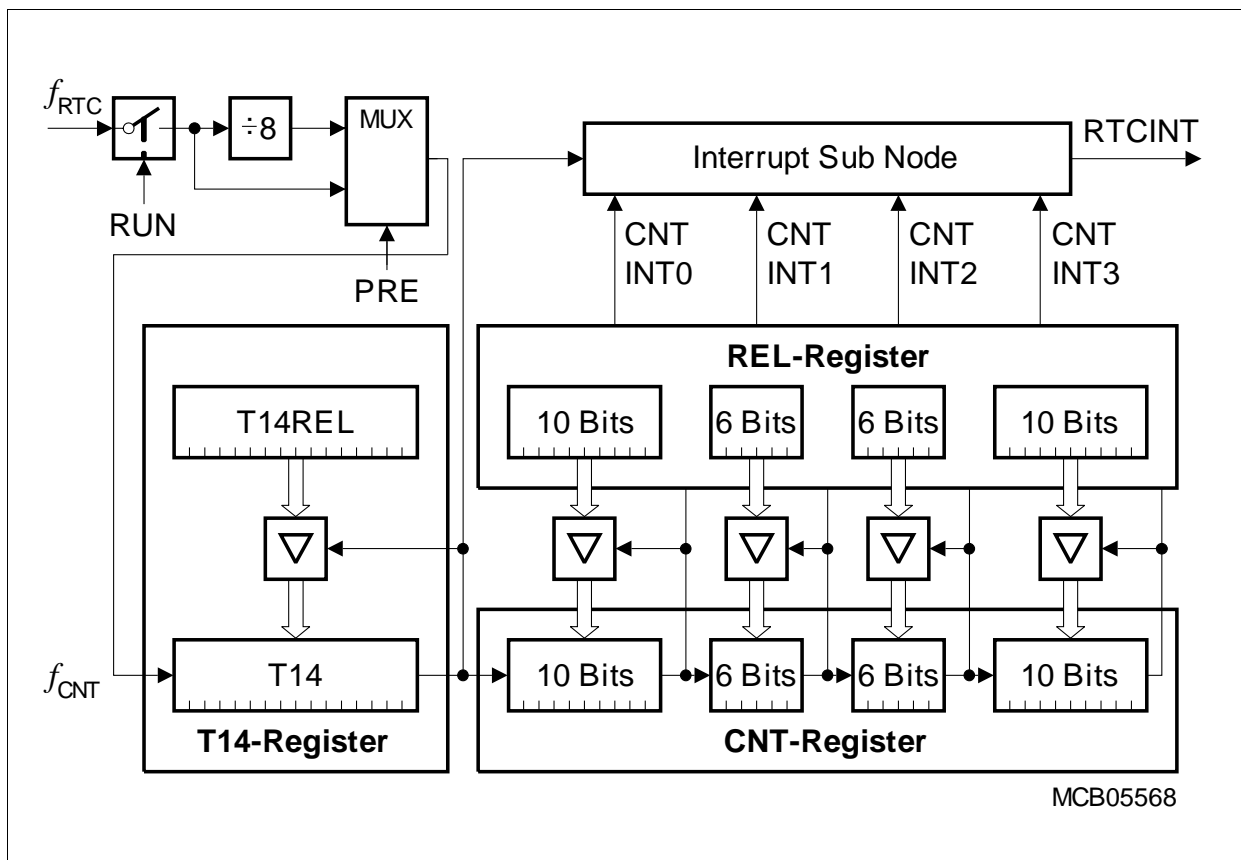 fRTC
÷8
MUX
RUN
PRE
Interrupt Sub Node
RTCINT
CNT INT0
CNT INT1
CNT INT2
CNT INT3
REL-Register
T14REL
10 Bits
6 Bits
6 Bits
10 Bits
fCNT
T14
10 Bits
6 Bits
6 Bits
10 Bits
T14-Register
CNT-Register
MCB05568